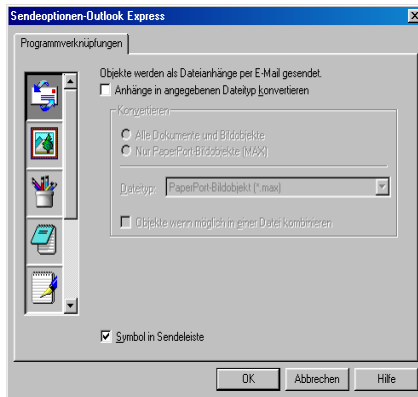 Sendeoptionen-Outlook Express
Programmverknüpfungen
Objekte werden als Dateianhänge per E-Mail gesendet.
Anhänge in angegebenen Dateityp konvertieren
Konvertieren
Alle Dokumente und Bildobjekte
Nur PaperPort-Bildobjekte (MAX)
Dateityp: PaperPort-Bildobjekt (*.max)
Objekte wenn möglich in einer Datei kombinieren
Symbol in Sendeleiste
OK Abbrechen Hilfe